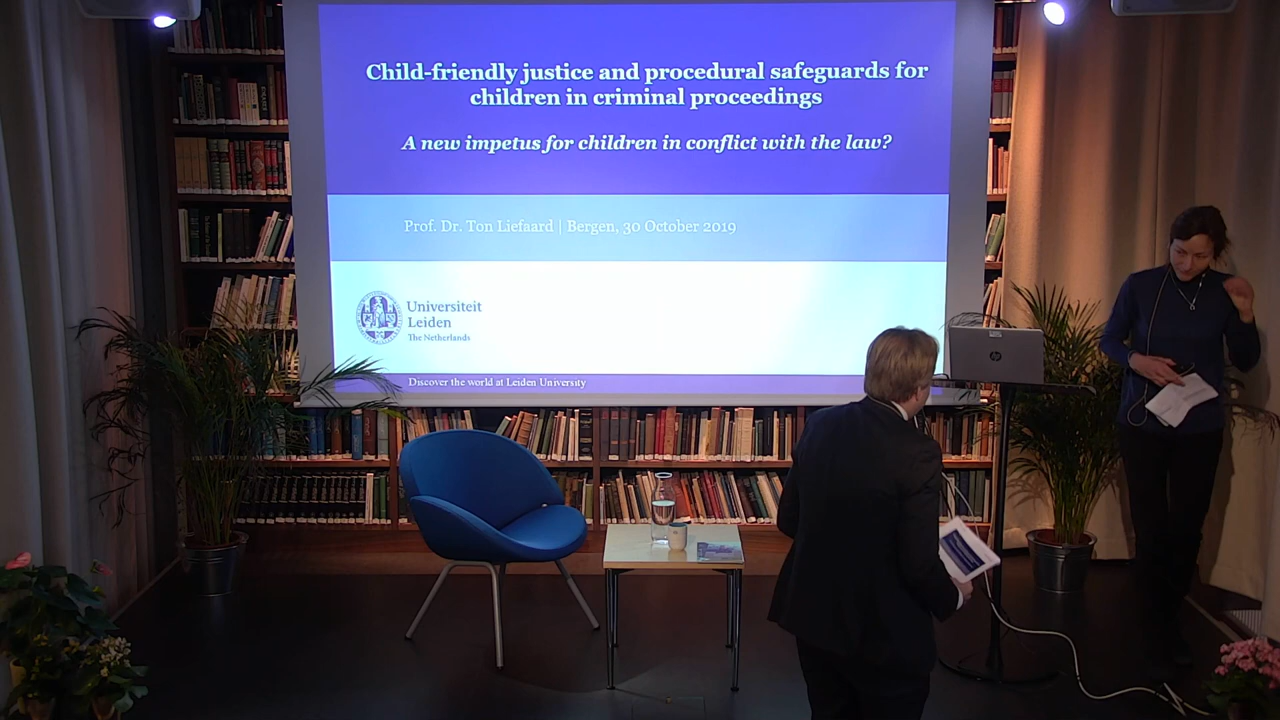 Child-friendly justice and procedural safeguards for
children in criminal proceedings
A new impetus for children in conflict with the law?
Prof. Dr. Ton Liefaard | Bergen, 30 October 2019
Universiteit
Leiden
The Netherlands
Discover the world at Leiden University
hp